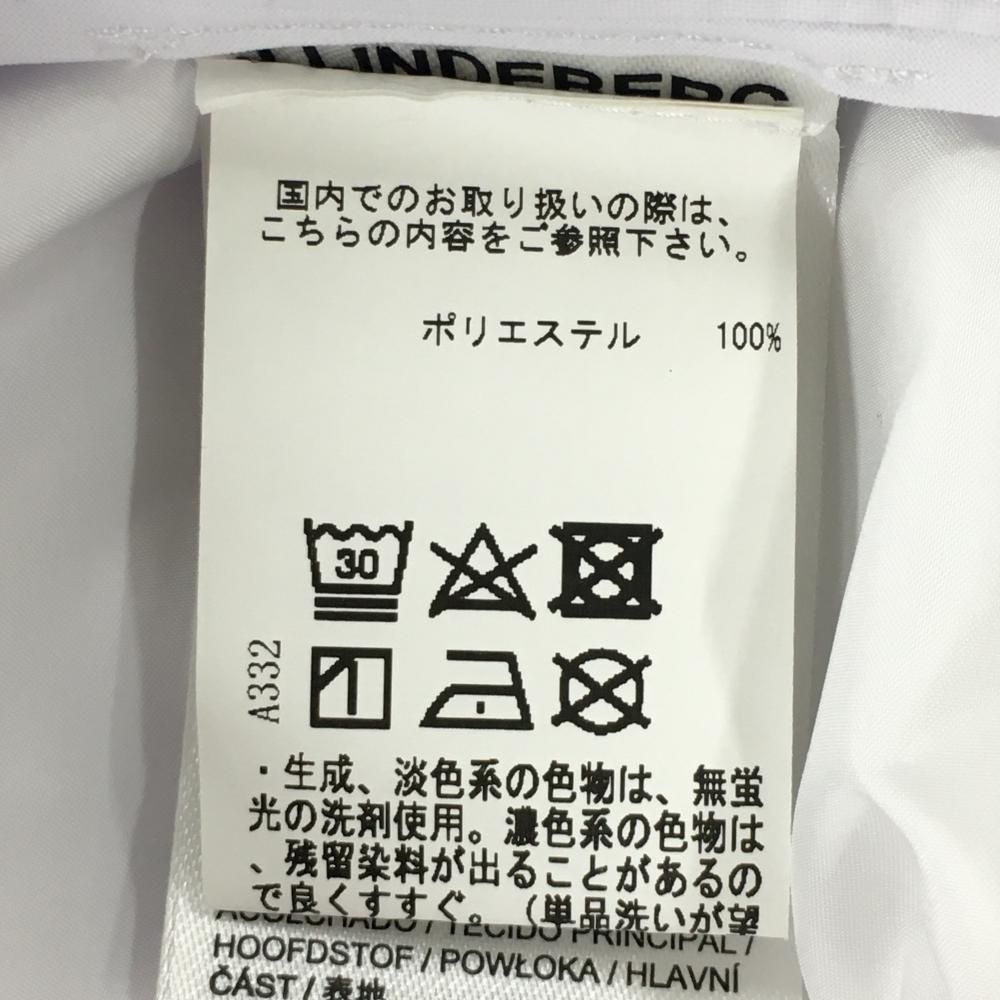 J.LINDEBERG
国内でのお取り扱いの際は、
こちらの内容をご参照下さい。
ポリエステル 100%
30
A332
・生成、淡色系の色物は、無蛍
光の洗剤使用。濃色系の色物は
、残留染料が出ることがあるの
で良くすすぐ。（単品洗いが望
TECIDO PRINCIPAL /
HOOFDSTOF / POWŁOKA / HLAVNÍ
ČÁST / 表地